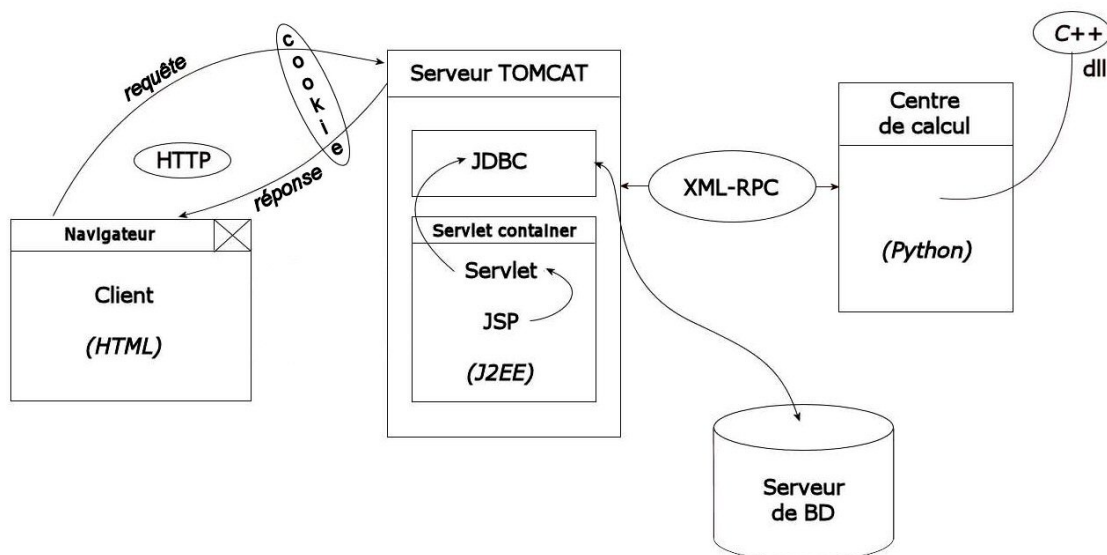 requête
cookie
HTTP
réponse
Navigateur
Client
(HTML)
Serveur TOMCAT
JDBC
Servlet container
Servlet
JSP
(J2EE)
XML-RPC
Centre
de calcul
(Python)
C++
dll
Serveur
de BD